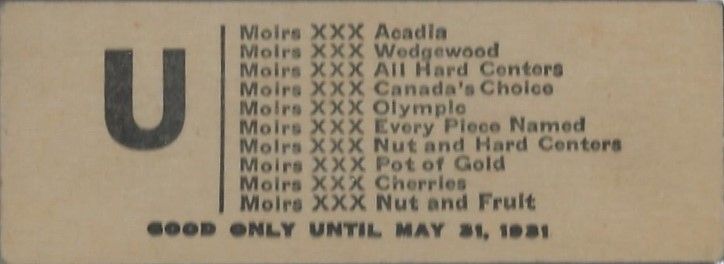 U
Moirs XXX Acadia
Moirs XXX Wedgewood
Moirs XXX All Hard Centers
Moirs XXX Canada's Choice
Moirs XXX Olympic
Moirs XXX Every Piece Named
Moirs XXX Nut and Hard Centers
Moirs XXX Pot of Gold
Moirs XXX Cherries
Moirs XXX Nut and Fruit
GOOD ONLY UNTIL MAY 31, 1931